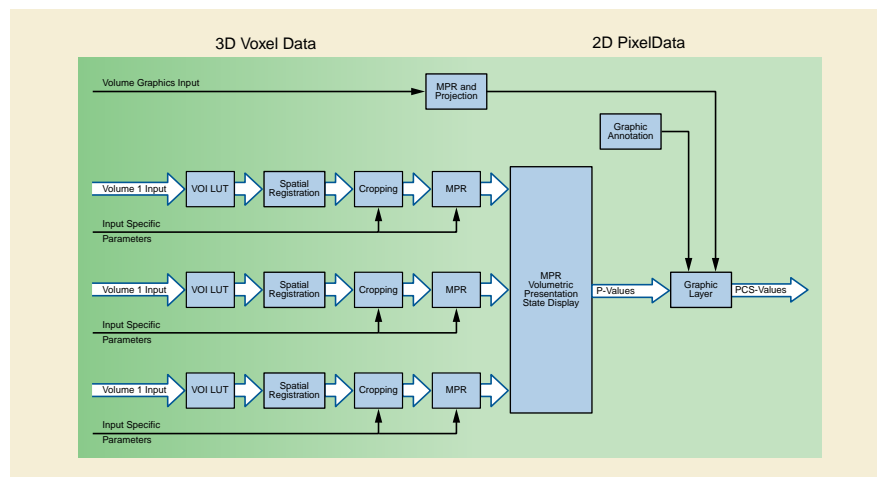 3D Voxel Data
2D PixelData
Volume Graphics Input
MPR and
Projection
Graphic
Annotation
Volume 1 Input
VOI LUT
Spatial
Registration
Cropping
MPR
Input Specific
Parameters
Volume 1 Input
VOI LUT
Spatial
Registration
Cropping
MPR
Input Specific
Parameters
Volume 1 Input
VOI LUT
Spatial
Registration
Cropping
MPR
Input Specific
Parameters
MPR
Volumetric
Presentation
State Display
P-Values
Graphic
Layer
PCS-Values